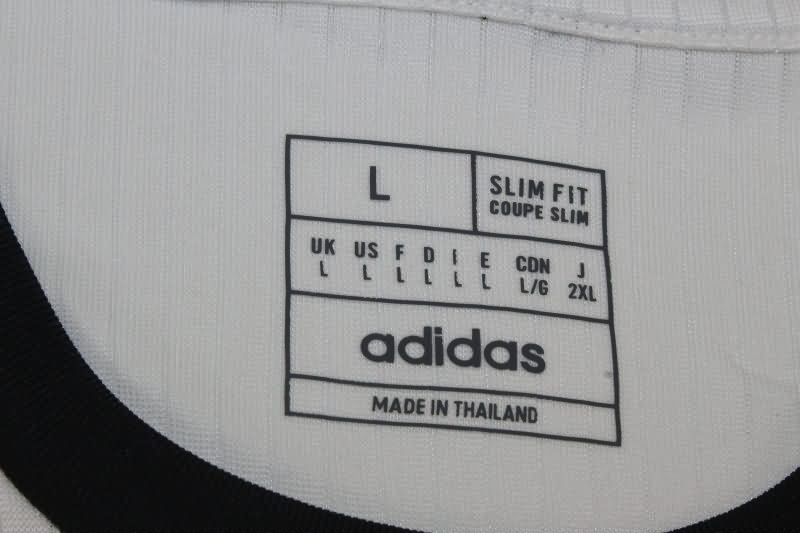 L
SLIM FIT
COUPE SLIM
UK US F D I E CDN J
L L L L L L L/G 2XL
adidas
MADE IN THAILAND